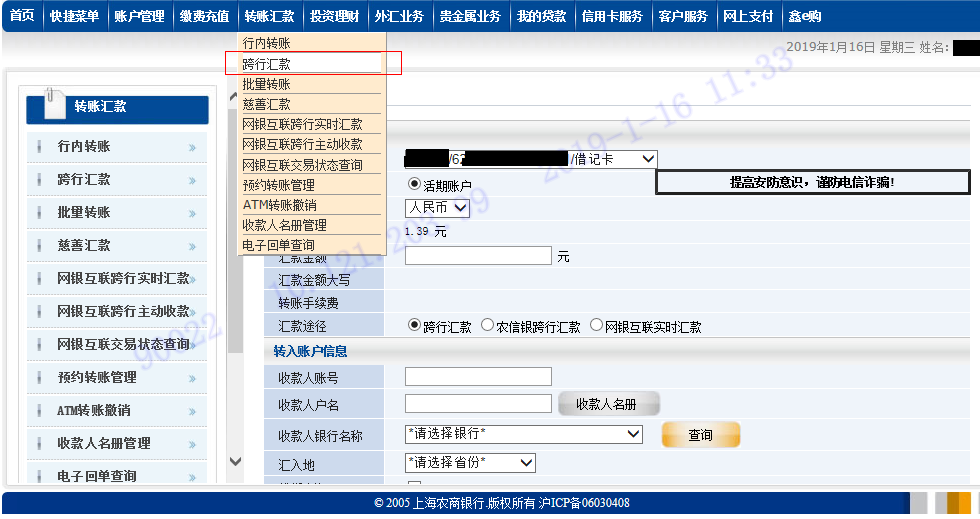 首页 快捷菜单 账户管理 缴费充值 转账汇款 投资理财 外汇业务 贵金属业务 我的贷款 信用卡服务 客户服务 网上支付 鑫e购
2019年1月16日 星期三 姓名:
行内转账
跨行汇款
批量转账
慈善汇款
网银互联跨行实时汇款
网银互联跨行主动收款
网银互联交易状态查询
预约转账管理
ATM转账撤销
收款人名册管理
电子回单查询
转账汇款
行内转账
跨行汇款
批量转账
慈善汇款
网银互联跨行实时汇款
网银互联跨行主动收款
网银互联交易状态查询
预约转账管理
ATM转账撤销
收款人名册管理
电子回单查询
/62 /借记卡
活期账户
提高安防意识，谨防电信诈骗!
人民币
1.39 元
汇款金额 元
汇款金额大写
转账手续费
汇款途径 跨行汇款 农信银跨行汇款 网银互联实时汇款
转入账户信息
收款人账号
收款人户名 收款人名册
收款人银行名称 *请选择银行* 查询
汇入地 *请选择省份*
© 2005 上海农商银行.版权所有 沪ICP备06030408